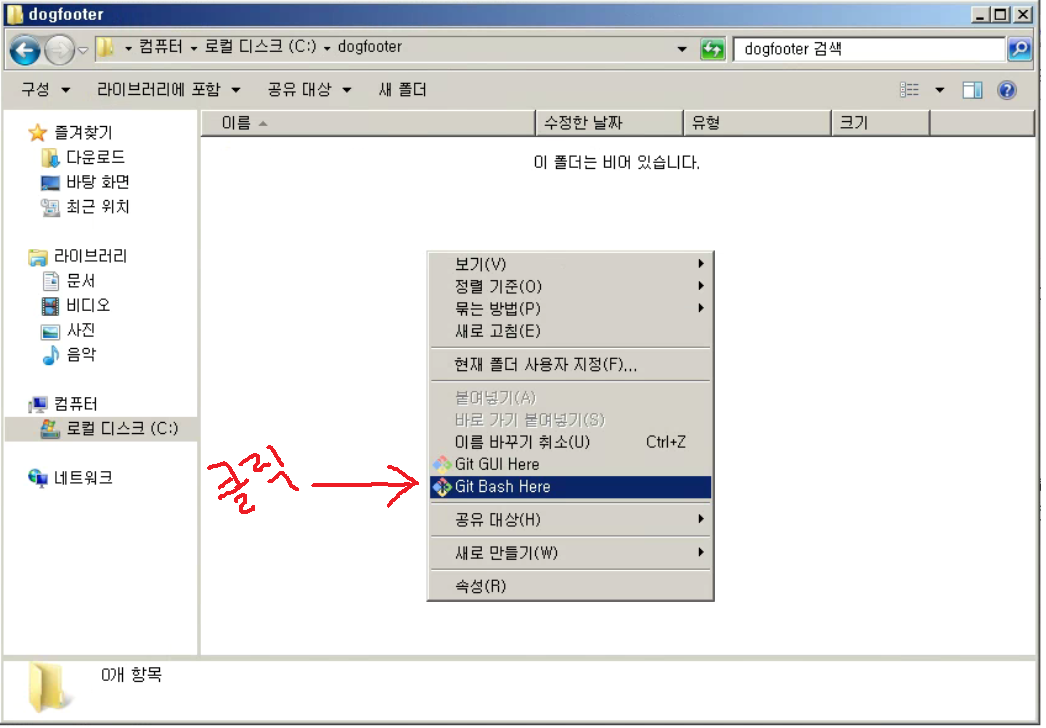 dogfooter
컴퓨터 로컬 디스크 (C:) dogfooter
dogfooter 검색
구성 라이브러리에 포함 공유 대상 새 폴더
이름 수정한 날짜 유형 크기
이 폴더는 비어 있습니다.
즐겨찾기
다운로드
바탕 화면
최근 위치
라이브러리
문서
비디오
사진
음악
컴퓨터
로컬 디스크 (C:)
네트워크
보기(V)
정렬 기준(O)
묶는 방법(P)
새로 고침(E)
현재 폴더 사용자 지정(F)...
붙여넣기(A)
바로 가기 붙여넣기(S)
이름 바꾸기 취소(U) Ctrl+Z
Git GUI Here
클릭
Git Bash Here
공유 대상(H)
새로 만들기(W)
속성(R)
0개 항목